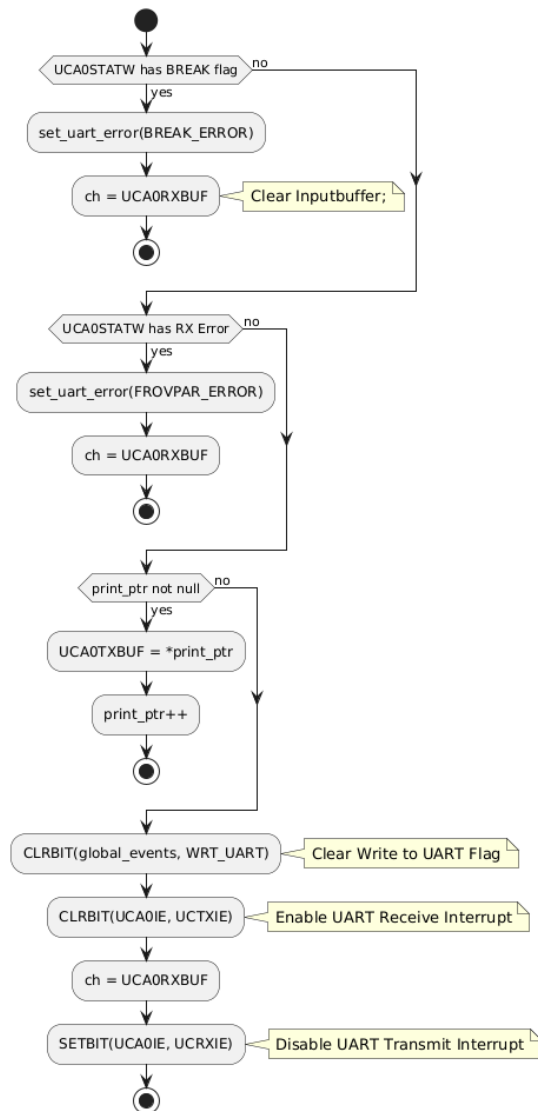 UCA0STATW has BREAK flag
no
yes
set_uart_error(BREAK_ERROR)
ch = UCA0RXBUF
Clear Inputbuffer;
UCA0STATW has RX Error
no
yes
set_uart_error(FROVPAR_ERROR)
ch = UCA0RXBUF
print_ptr not null
no
yes
UCA0TXBUF = *print_ptr
print_ptr++
CLRBIT(global_events, WRT_UART)
Clear Write to UART Flag
CLRBIT(UCA0IE, UCTXIE)
Enable UART Receive Interrupt
ch = UCA0RXBUF
SETBIT(UCA0IE, UCRXIE)
Disable UART Transmit Interrupt